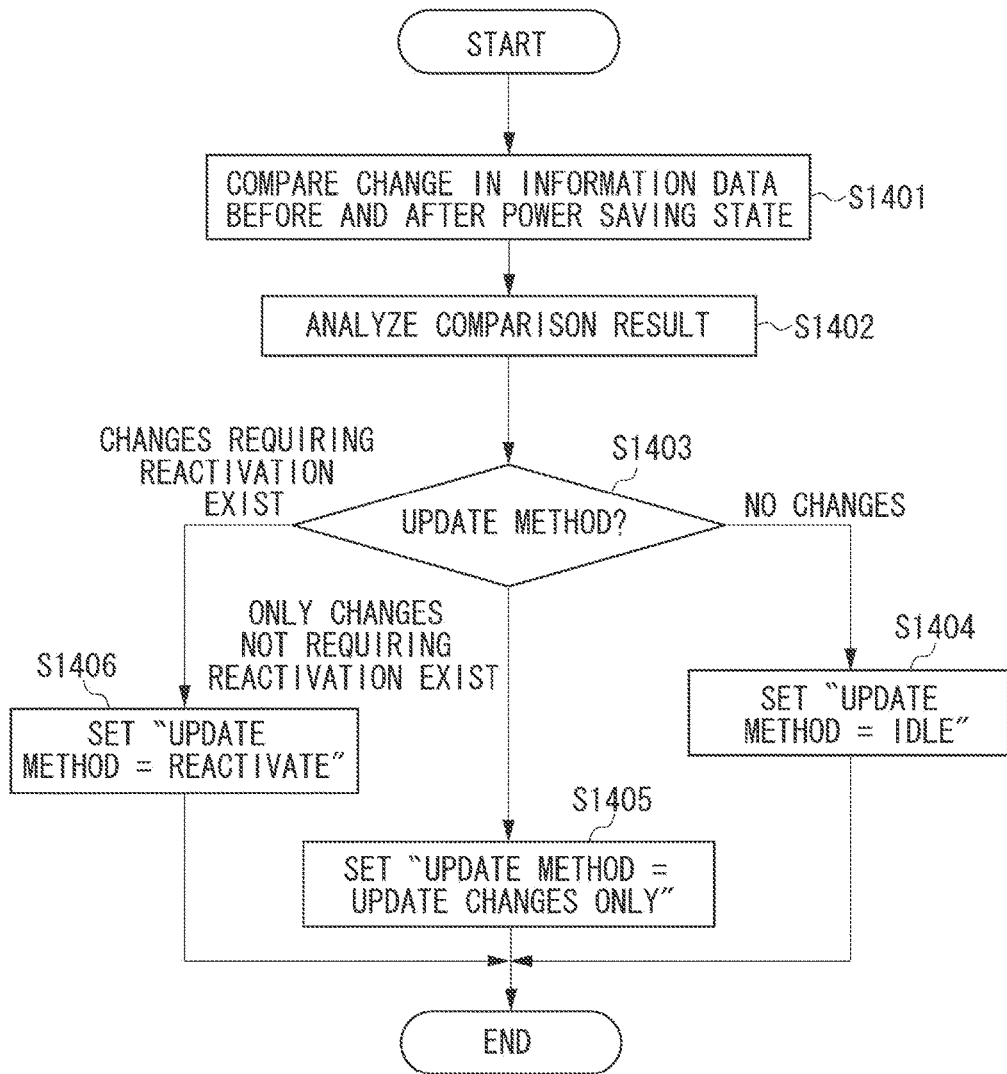 START
COMPARE CHANGE IN INFORMATION DATA
BEFORE AND AFTER POWER SAVING STATE
S1401
ANALYZE COMPARISON RESULT
S1402
CHANGES REQUIRING
REACTIVATION
EXIST
S1403
UPDATE METHOD?
NO CHANGES
ONLY CHANGES
NOT REQUIRING
REACTIVATION EXIST
S1404
SET “UPDATE
METHOD = IDLE”
S1406
SET “UPDATE
METHOD = REACTIVATE”
S1405
SET “UPDATE METHOD =
UPDATE CHANGES ONLY”
END